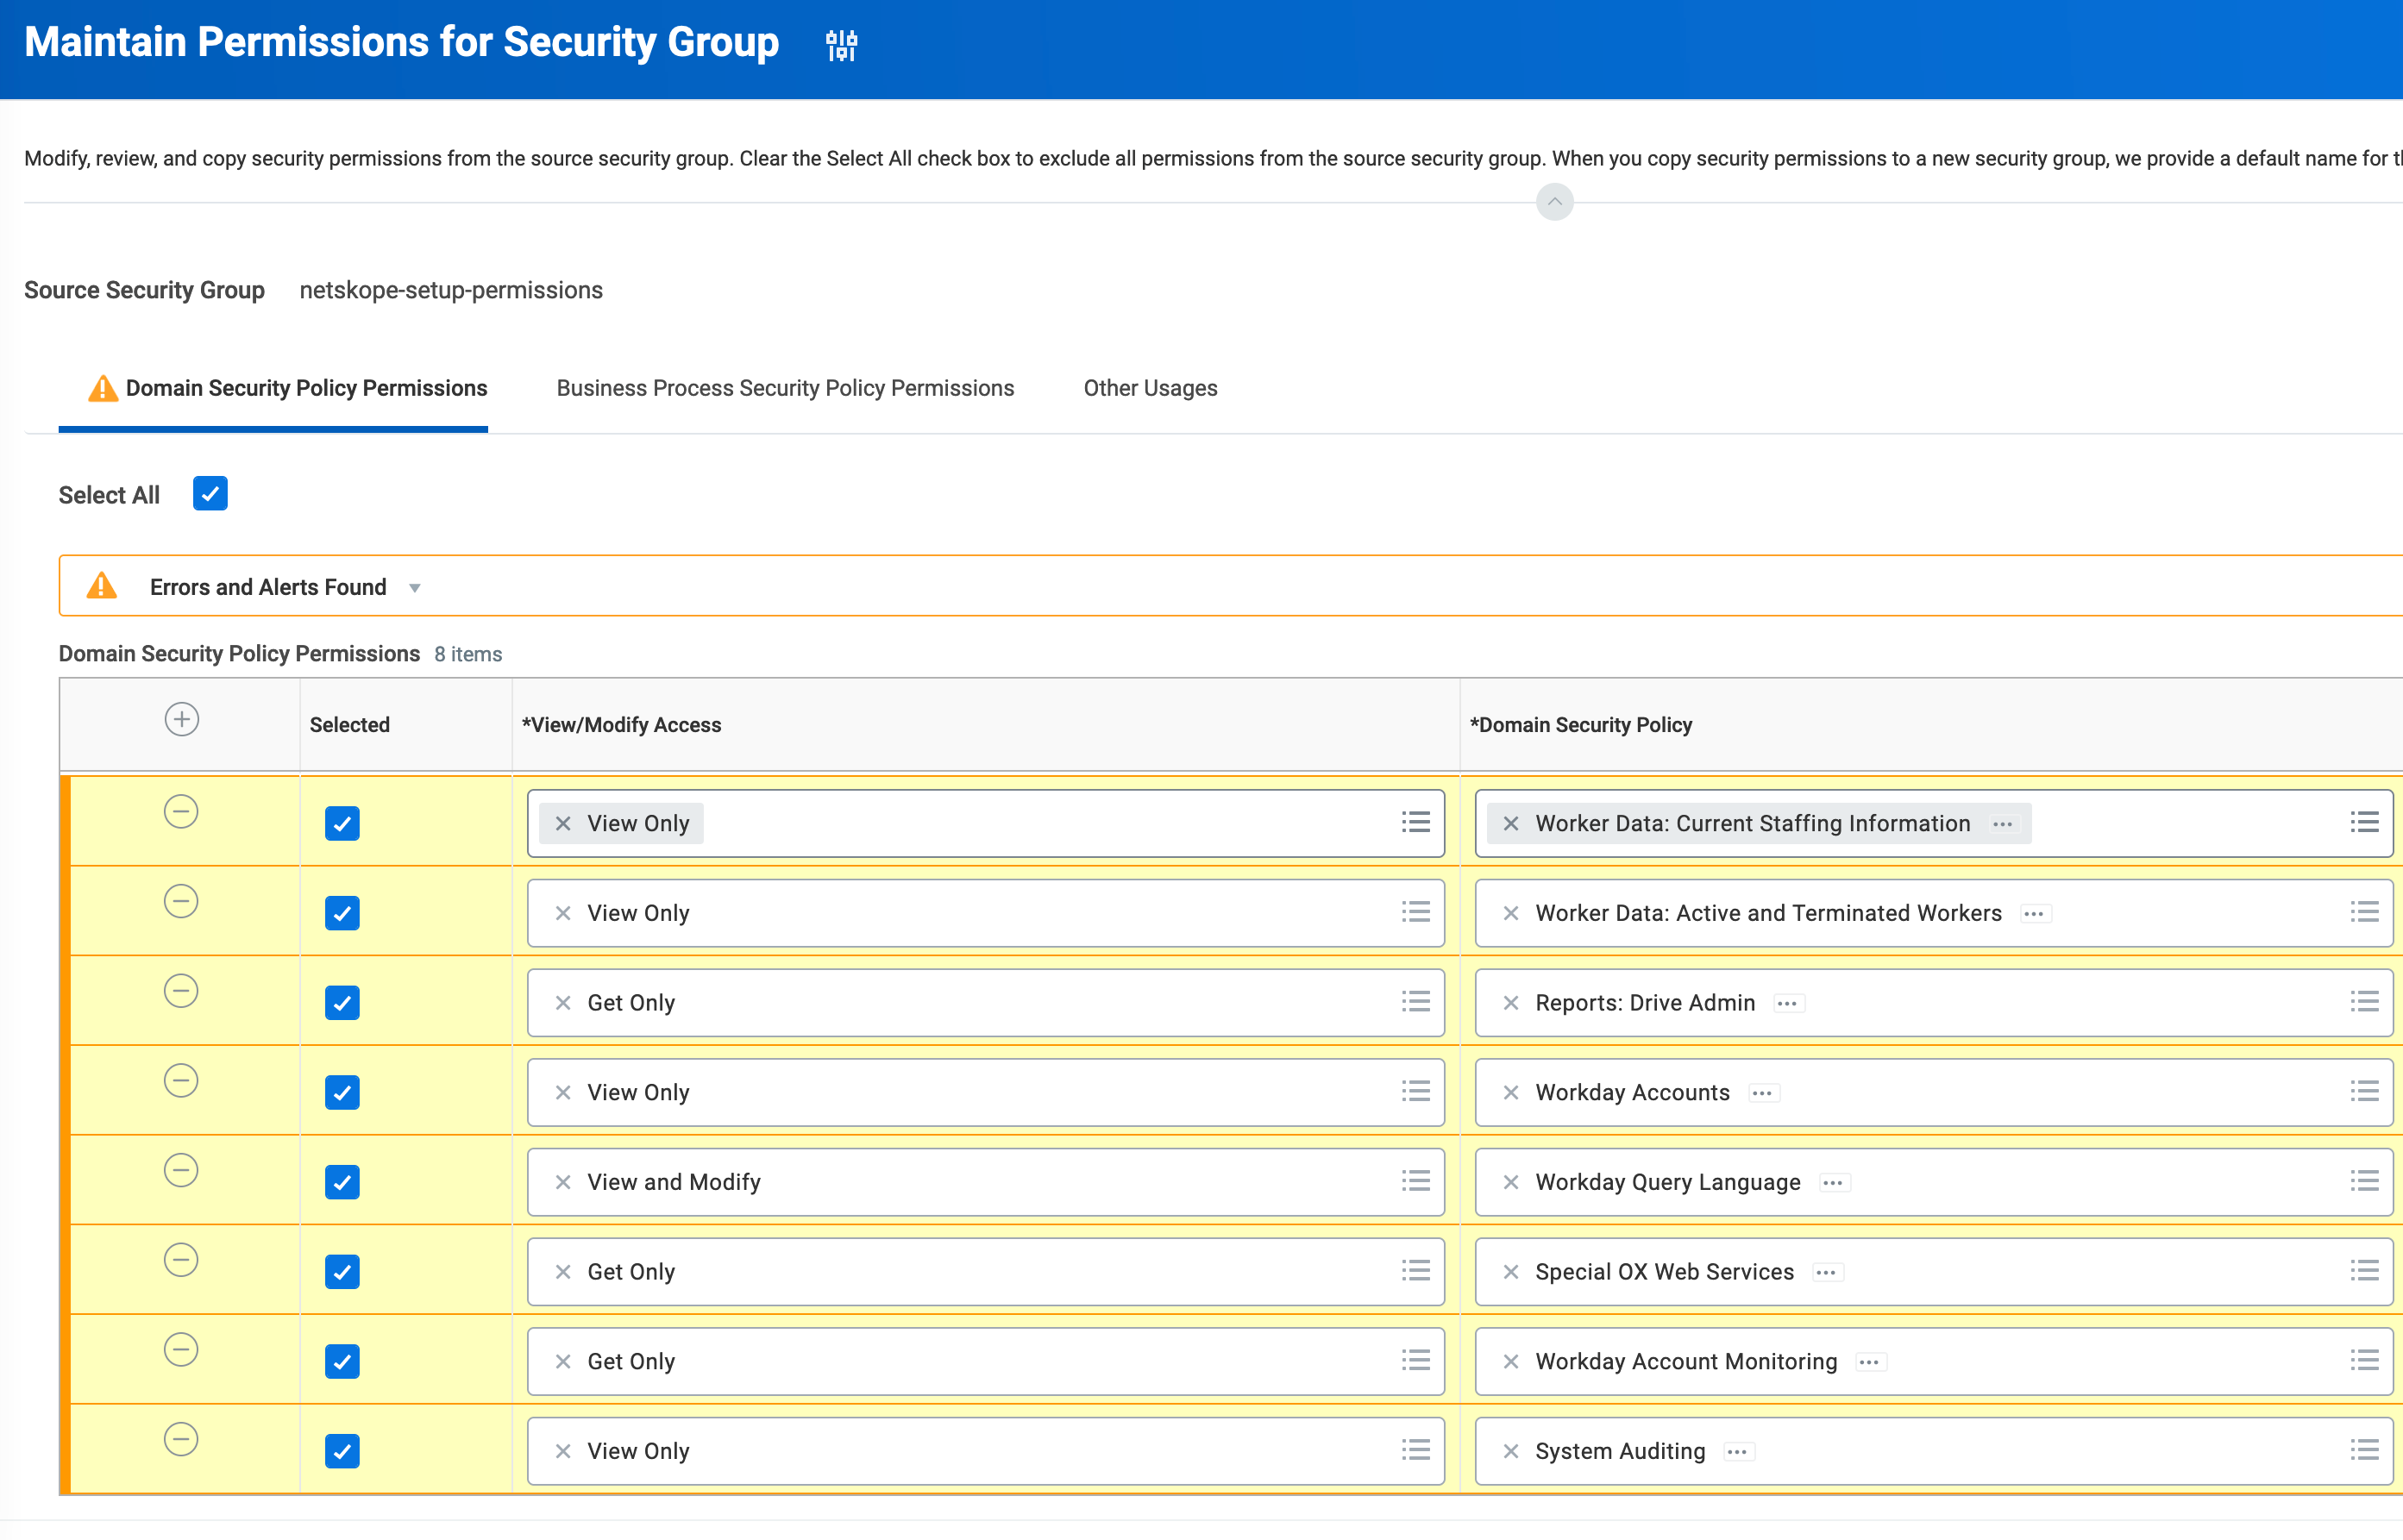 Maintain Permissions for Security Group
Modify, review, and copy security permissions from the source security group. Clear the Select All check box to exclude all permissions from the source security group. When you copy security permissions to a new security group, we provide a default name for
Source Security Group netskope-setup-permissions
Domain Security Policy Permissions Business Process Security Policy Permissions Other Usages
Select All
Errors and Alerts Found
Domain Security Policy Permissions 8 items
Selected *View/Modify Access *Domain Security Policy
View Only Worker Data: Current Staffing Information
View Only Worker Data: Active and Terminated Workers
Get Only Reports: Drive Admin
View Only Workday Accounts
View and Modify Workday Query Language
Get Only Special OX Web Services
Get Only Workday Account Monitoring
View Only System Auditing